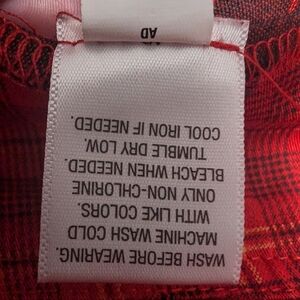 WASH BEFORE WEARING.
MACHINE WASH COLD
WITH LIKE COLORS.
ONLY NON-CHLORINE
BLEACH WHEN NEEDED.
TUMBLE DRY LOW.
COOL IRON IF NEEDED.
AD